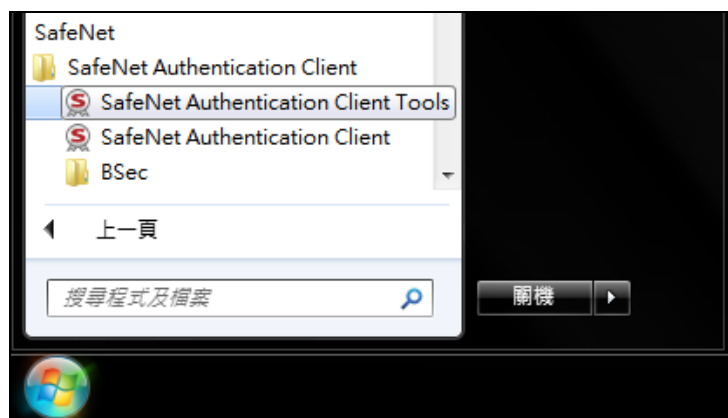 SafeNet
SafeNet Authentication Client
SafeNet Authentication Client Tools
SafeNet Authentication Client
BSec
上一頁
搜尋程式及檔案
關機